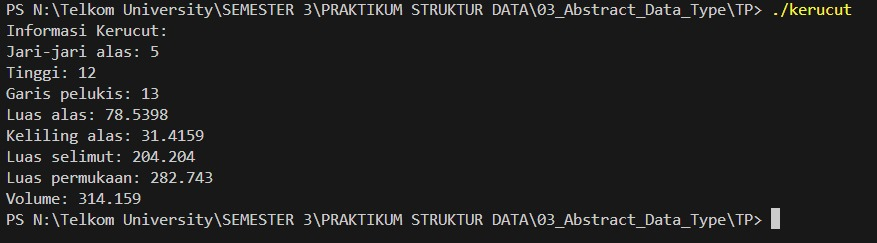 PS N:\Telkom University\SEMESTER 3\PRAKTIKUM STRUKTUR DATA\03_Abstract_Data_Type\TP> ./kerucut
Informasi Kerucut:
Jari-jari alas: 5
Tinggi: 12
Garis pelukis: 13
Luas alas: 78.5398
Keliling alas: 31.4159
Luas selimut: 204.204
Luas permukaan: 282.743
Volume: 314.159
PS N:\Telkom University\SEMESTER 3\PRAKTIKUM STRUKTUR DATA\03_Abstract_Data_Type\TP>